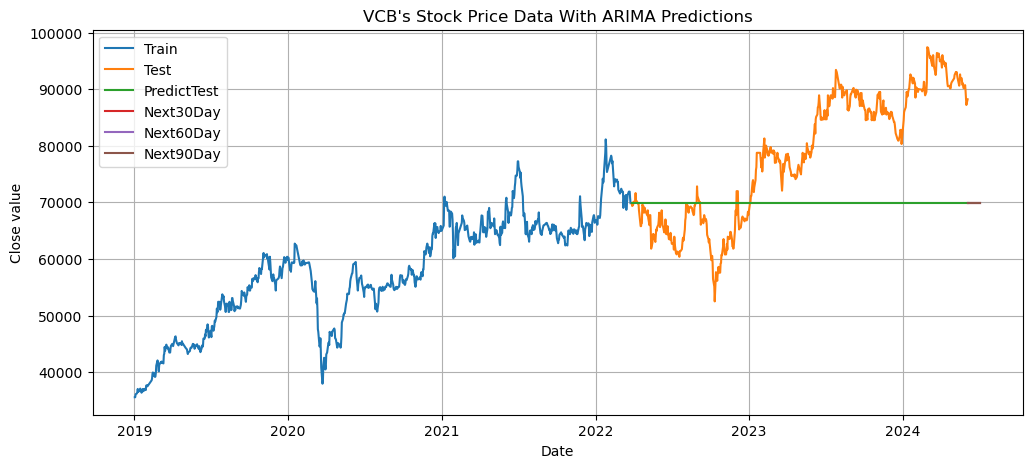 VCB's Stock Price Data With ARIMA Predictions
100000
90000
80000
70000
60000
50000
40000
Close value
Train
Test
PredictTest
Next30Day
Next60Day
Next90Day
2019 2020 2021 2022 2023 2024
Date